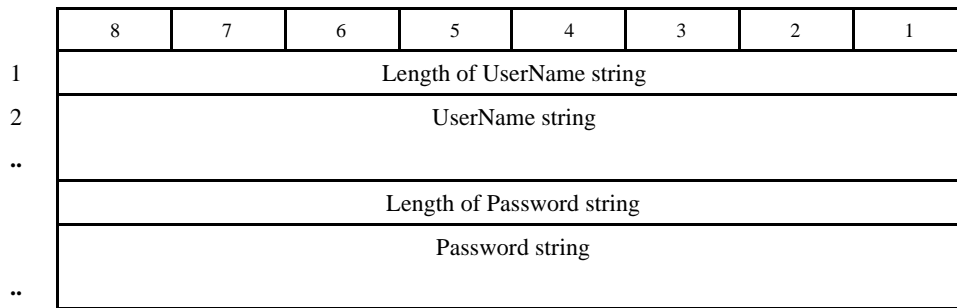 8 7 6 5 4 3 2 1
1 Length of UserName string
2 UserName string
..
Length of Password string
Password string
..